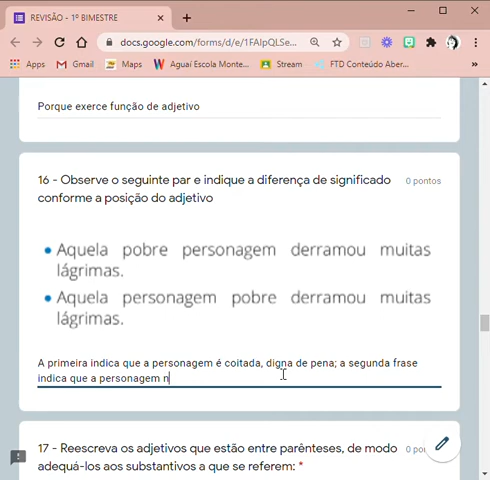 REVISÃO - 1º BIMESTRE
docs.google.com/forms/d/e/1FAIpQLSe...
Apps Gmail Maps Aguaí Escola Monte... Stream FTD Conteúdo Aber... »
Porque exerce função de adjetivo
16 - Observe o seguinte par e indique a diferença de significado
0 pontos
conforme a posição do adjetivo
• Aquela pobre personagem derramou muitas
lágrimas.
• Aquela personagem pobre derramou muitas
lágrimas.
A primeira indica que a personagem é coitada, digna de pena; a segunda frase
indica que a personagem n
17 - Reescreva os adjetivos que estão entre parênteses, de modo
0 po
adequá-los aos substantivos a que se referem: *